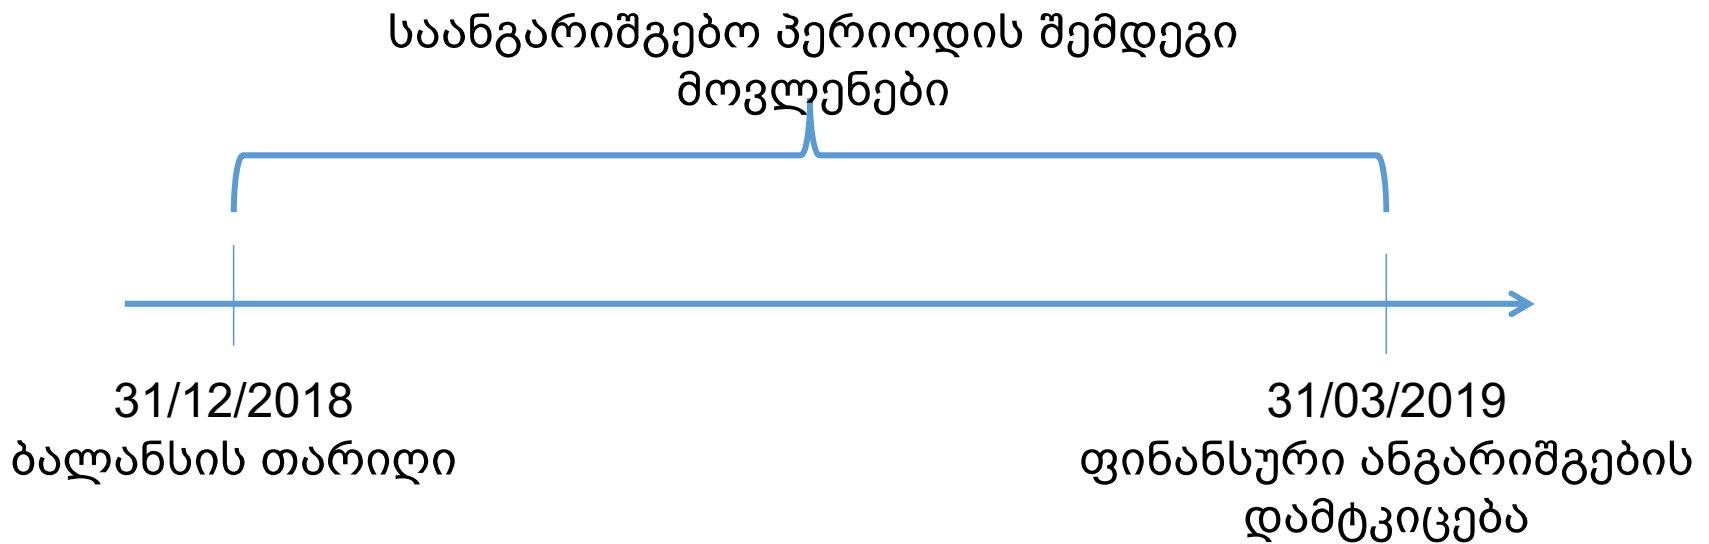 საანგარიშგებო პერიოდის შემდეგი
მოვლენები
31/12/2018
ბალანსის თარიღი
31/03/2019
ფინანსური ანგარიშგების
დამტკიცება